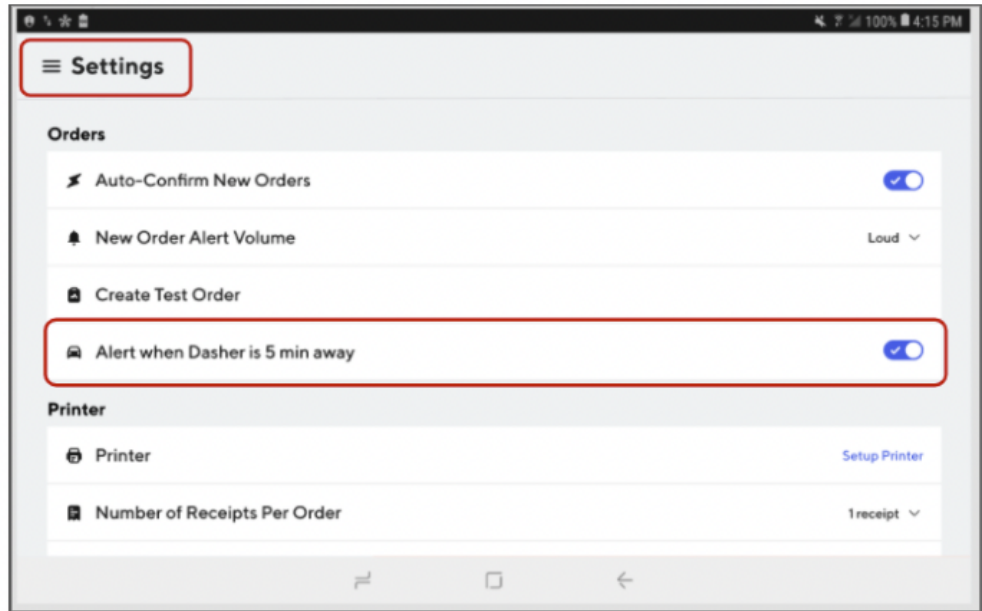 100% 4:15 PM
Settings
Orders
Auto-Confirm New Orders
New Order Alert Volume Loud
Create Test Order
Alert when Dasher is 5 min away
Printer
Printer Setup Printer
Number of Receipts Per Order 1 receipt